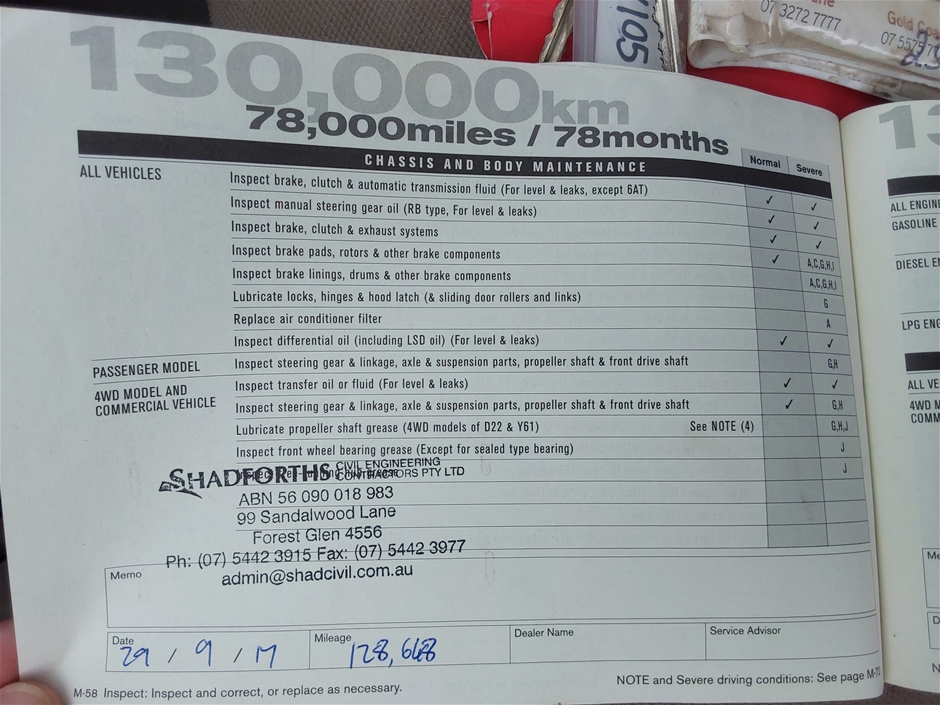 07 3272 7777
Gold Co
07 5575 7
1105
130,000km
78,000miles / 78months
CHASSIS AND BODY MAINTENANCE
Normal
Severe
ALL VEHICLES
Inspect brake, clutch & automatic transmission fluid (For level & leaks, except 6AT) ✓ ✓
Inspect manual steering gear oil (RB type, For level & leaks) ✓ ✓
Inspect brake, clutch & exhaust systems ✓ ✓
Inspect brake pads, rotors & other brake components ✓ A,C,G,H,I
Inspect brake linings, drums & other brake components A,C,G,H,I
Lubricate locks, hinges & hood latch (& sliding door rollers and links) G
Replace air conditioner filter A
Inspect differential oil (including LSD oil) (For level & leaks) ✓ ✓
PASSENGER MODEL
Inspect steering gear & linkage, axle & suspension parts, propeller shaft & front drive shaft G,H
4WD MODEL AND
COMMERCIAL VEHICLE
Inspect transfer oil or fluid (For level & leaks) ✓ ✓
Inspect steering gear & linkage, axle & suspension parts, propeller shaft & front drive shaft ✓ G,H
Lubricate propeller shaft grease (4WD models of D22 & Y61) See NOTE (4) G,H,J
Inspect front wheel bearing grease (Except for sealed type bearing) J
J
SHADFORTHS CIVIL ENGINEERING
CONTRACTORS PTY LTD
ABN 56 090 018 983
99 Sandalwood Lane
Forest Glen 4556
Ph: (07) 5442 3915 Fax: (07) 5442 3977
admin@shadcivil.com.au
Memo
Date
29 / 9 / 17
Mileage
128,668
Dealer Name
Service Advisor
M-58 Inspect: Inspect and correct, or replace as necessary.
NOTE and Severe driving conditions: See page M-7
13
ALL ENGIN
GASOLINE
DIESEL E
LPG ENG
ALL VE
4WD M
COMM
Me
D
N